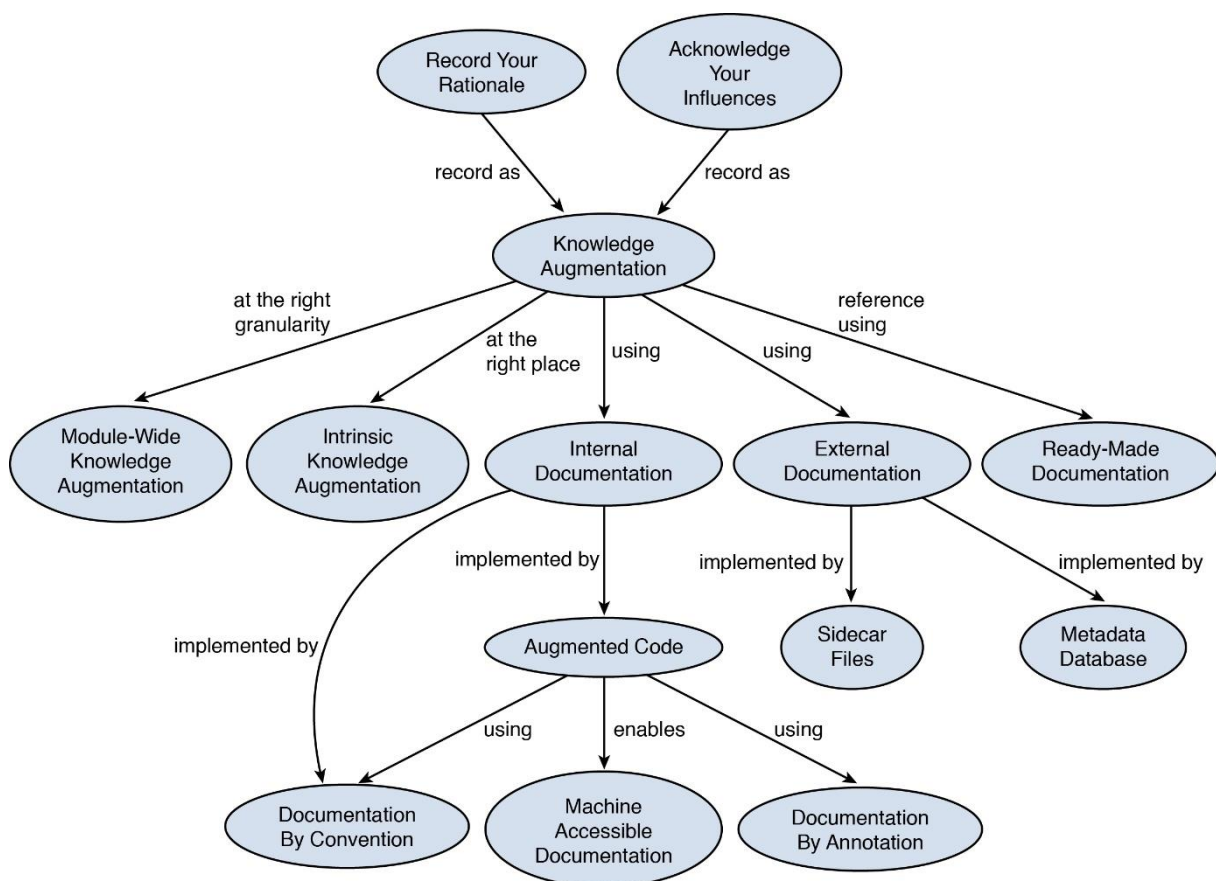 Record Your
Rationale
Acknowledge
Your
Influences
record as
record as
Knowledge
Augmentation
at the right
granularity
at the
right place
using
using
reference
using
Module-Wide
Knowledge
Augmentation
Intrinsic
Knowledge
Augmentation
Internal
Documentation
External
Documentation
Ready-Made
Documentation
implemented by
implemented by
implemented by
implemented by
Augmented Code
Sidecar
Files
Metadata
Database
using
enables
using
Documentation
By Convention
Machine
Accessible
Documentation
Documentation
By Annotation